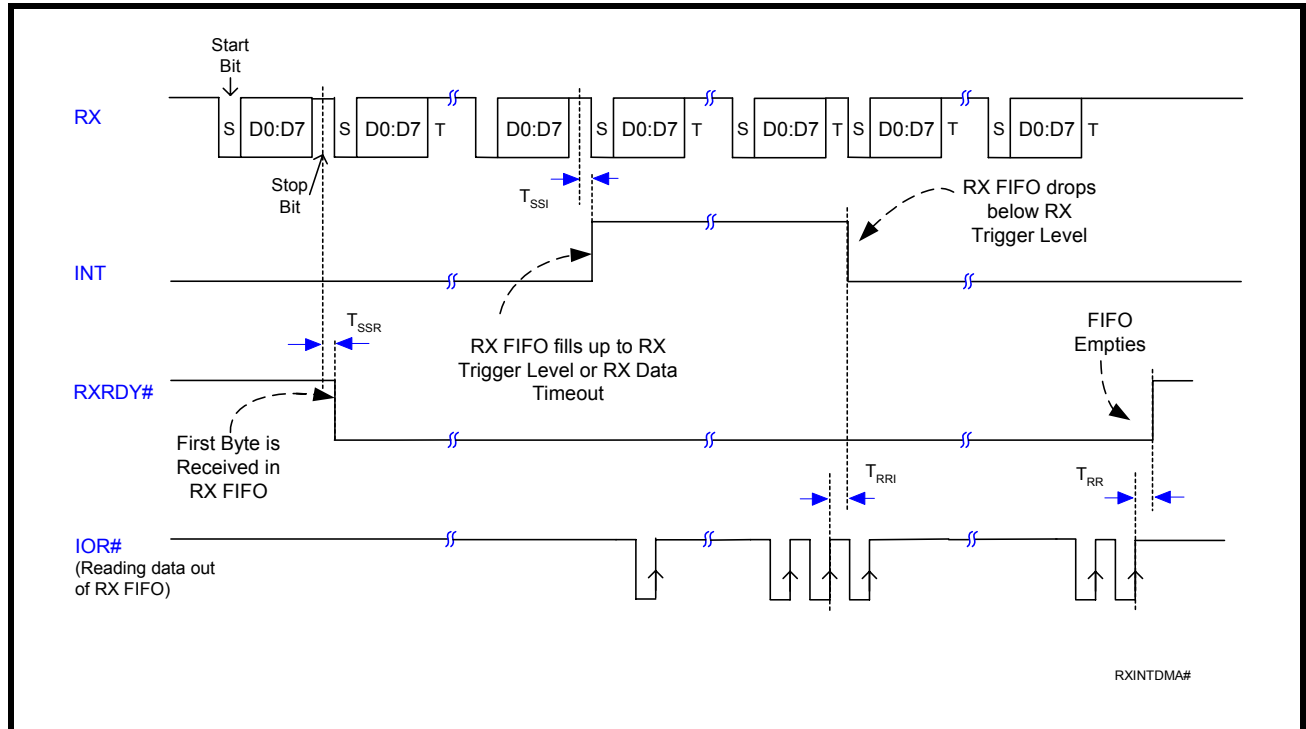 Start
Bit
RX
S D0:D7 S D0:D7 T D0:D7 S D0:D7 T S D0:D7 T S D0:D7 T S D0:D7 T
Stop
Bit
TSSI
RX FIFO drops
below RX
Trigger Level
INT
TSSR
RX FIFO fills up to RX
Trigger Level or RX Data
Timeout
FIFO
Empties
RXRDY#
First Byte is
Received in
RX FIFO
TRRI
TRR
IOR#
(Reading data out
of RX FIFO)
RXINTDMA#